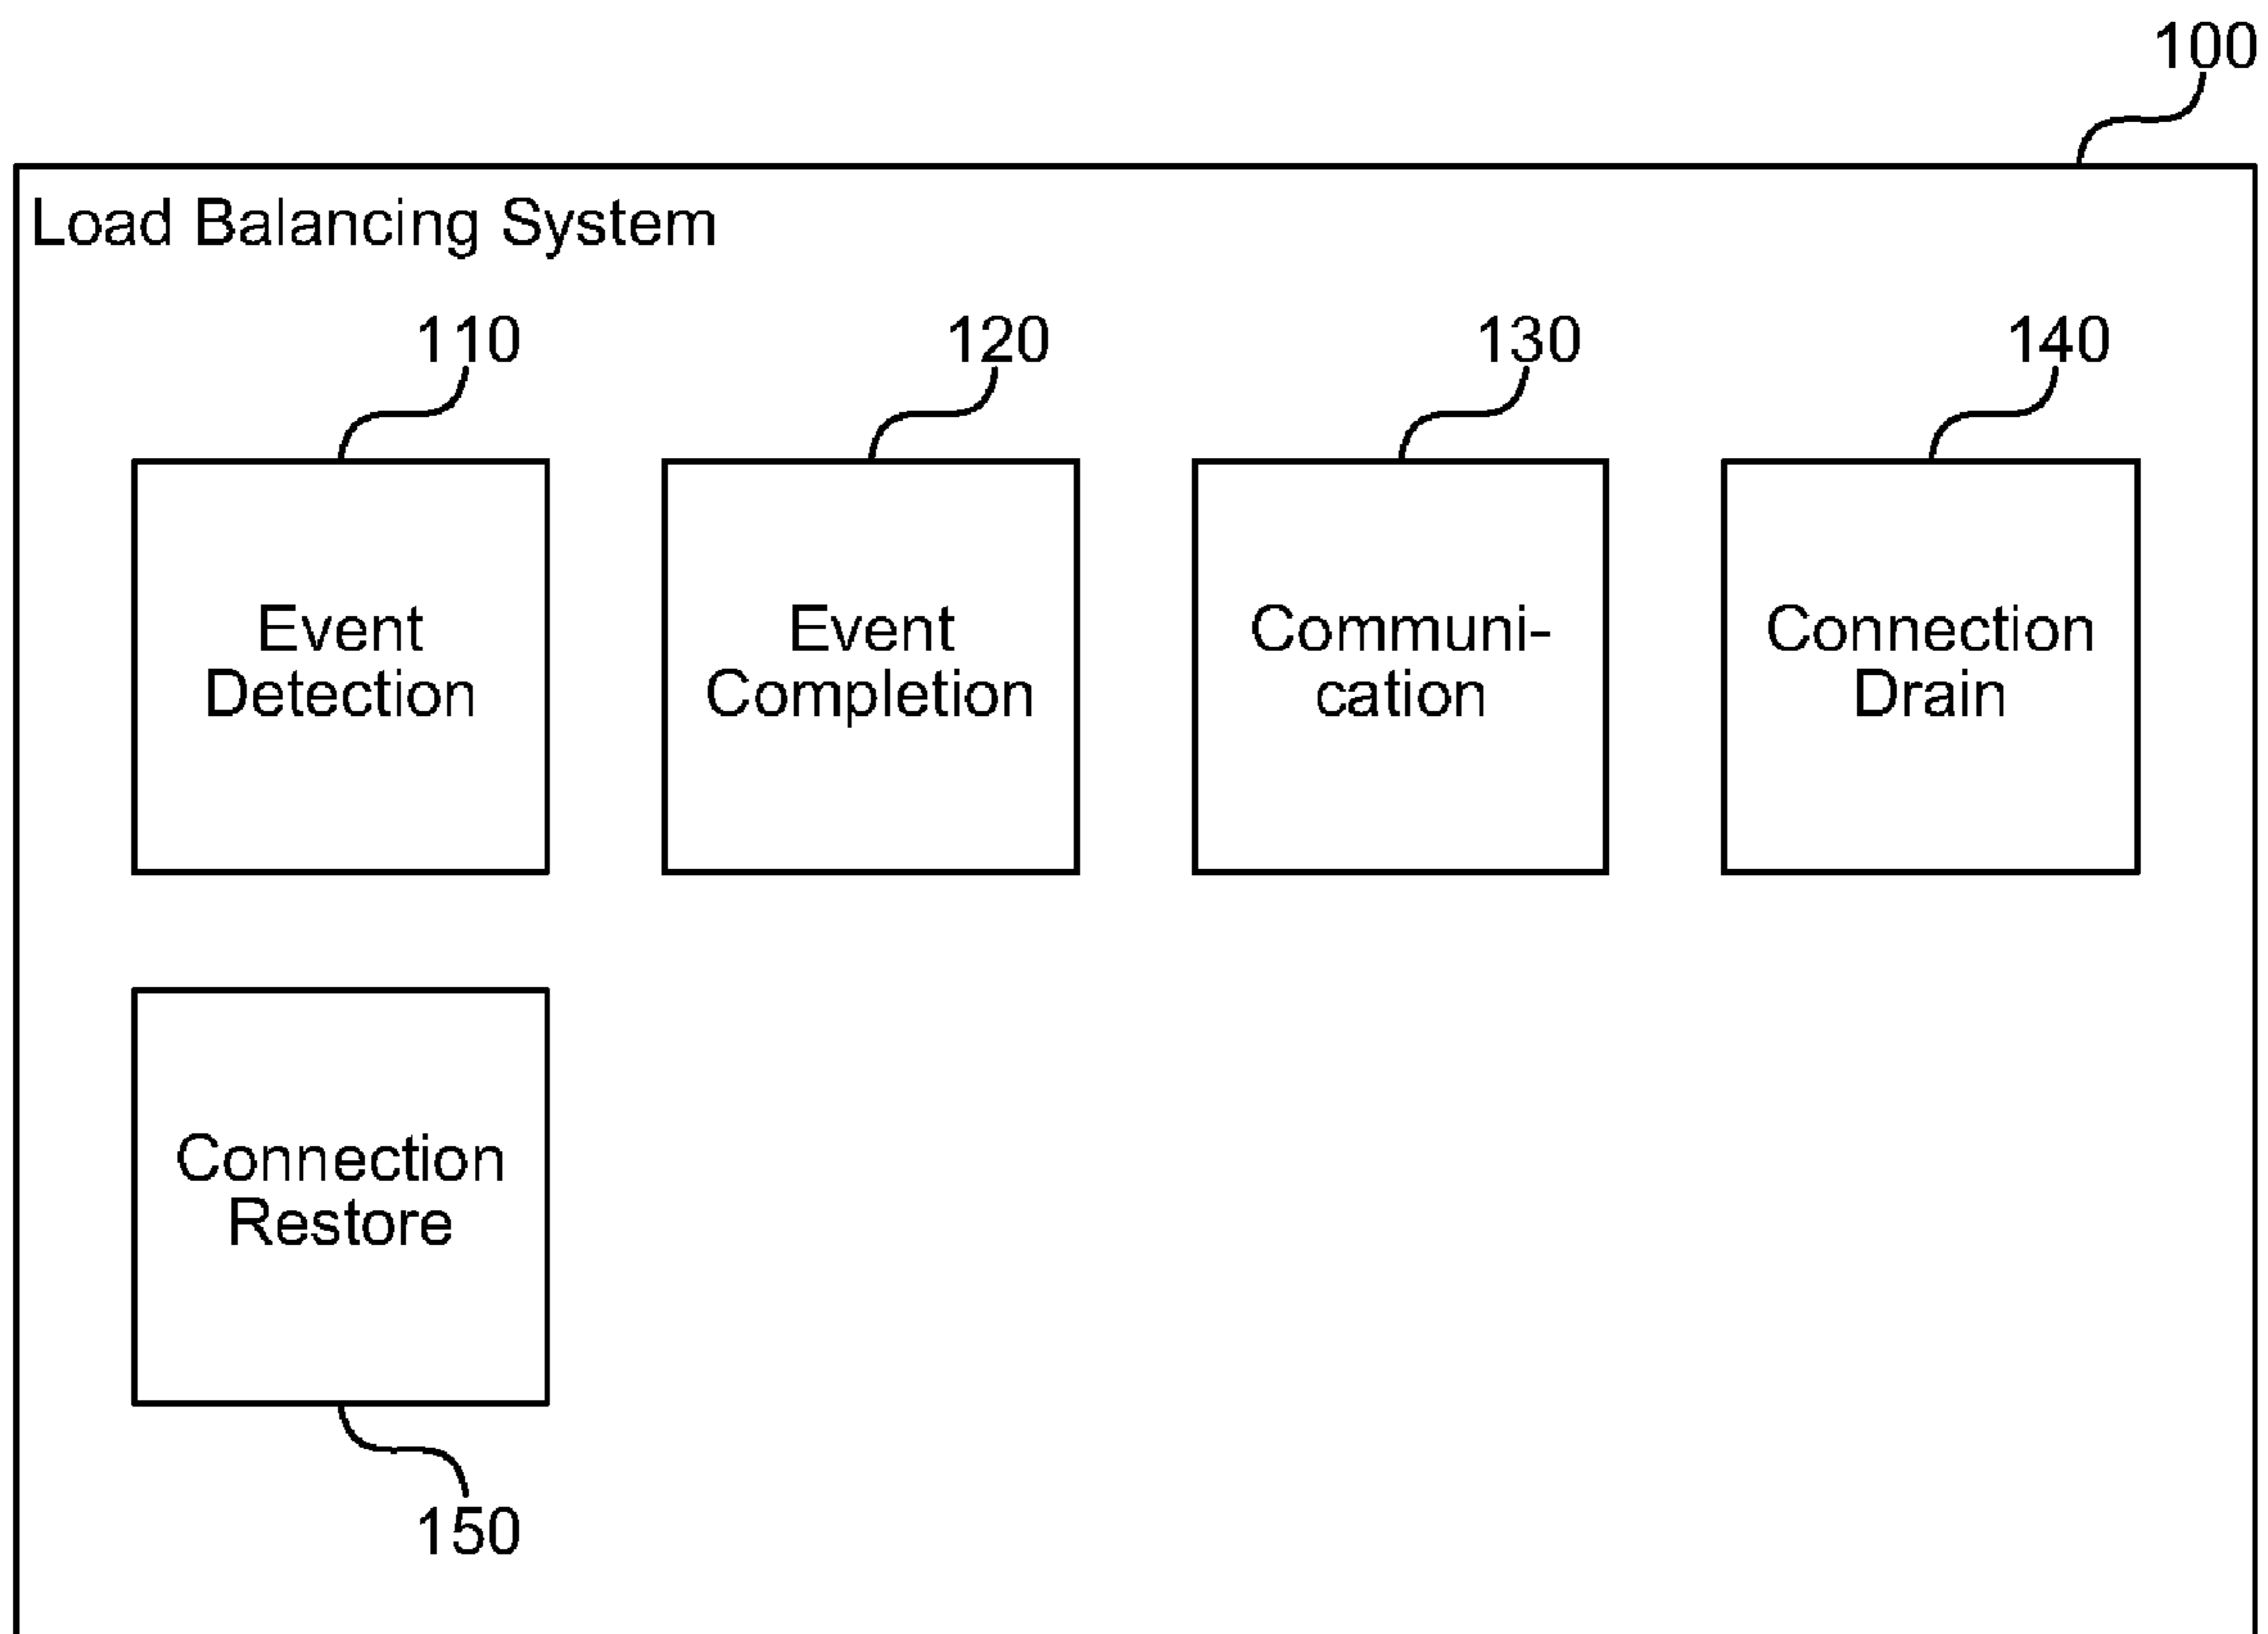 100
Load Balancing System
110
120
130
140
Event
Detection
Event
Completion
Communi-
cation
Connection
Drain
Connection
Restore
150